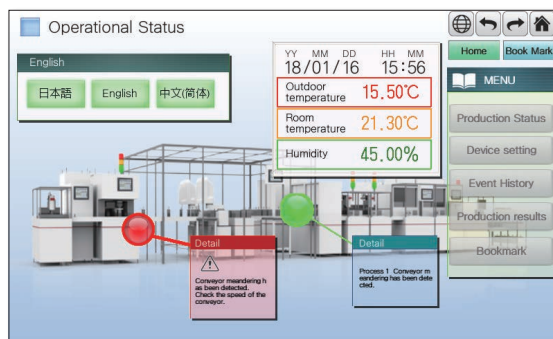 Operational Status
Home
Book Mark
English
日本語
English
中文(简体)
YY MM DD HH MM
18/01/16 15:56
Outdoor
temperature
15.50℃
Room
temperature
21.30℃
Humidity
45.00%
MENU
Production Status
Device setting
Event History
Production results
Bookmark
Detail
Conveyor meandering h
as been detected.
Check the speed of the
conveyor.
Detail
Process 1 Conveyor m
eandering has been dete
cted.